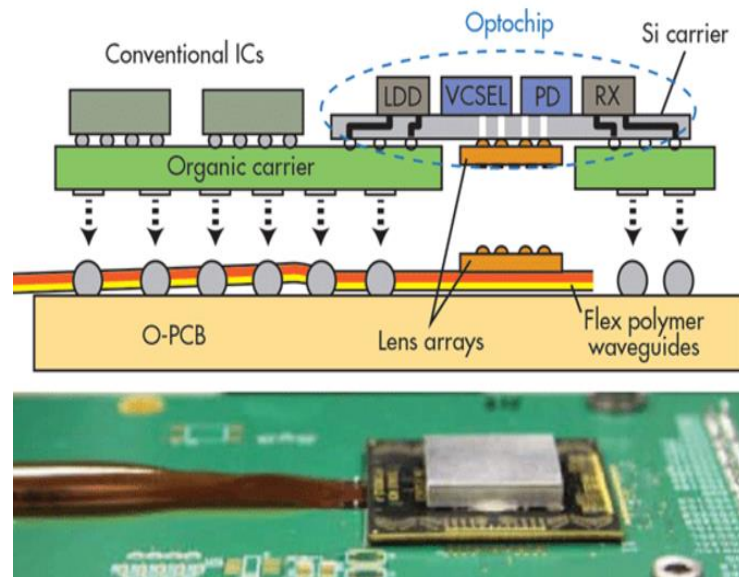 Optochip
Si carrier
Conventional ICs
LDD
VCSEL
PD
RX
Organic carrier
O-PCB
Lens arrays
Flex polymer
waveguides